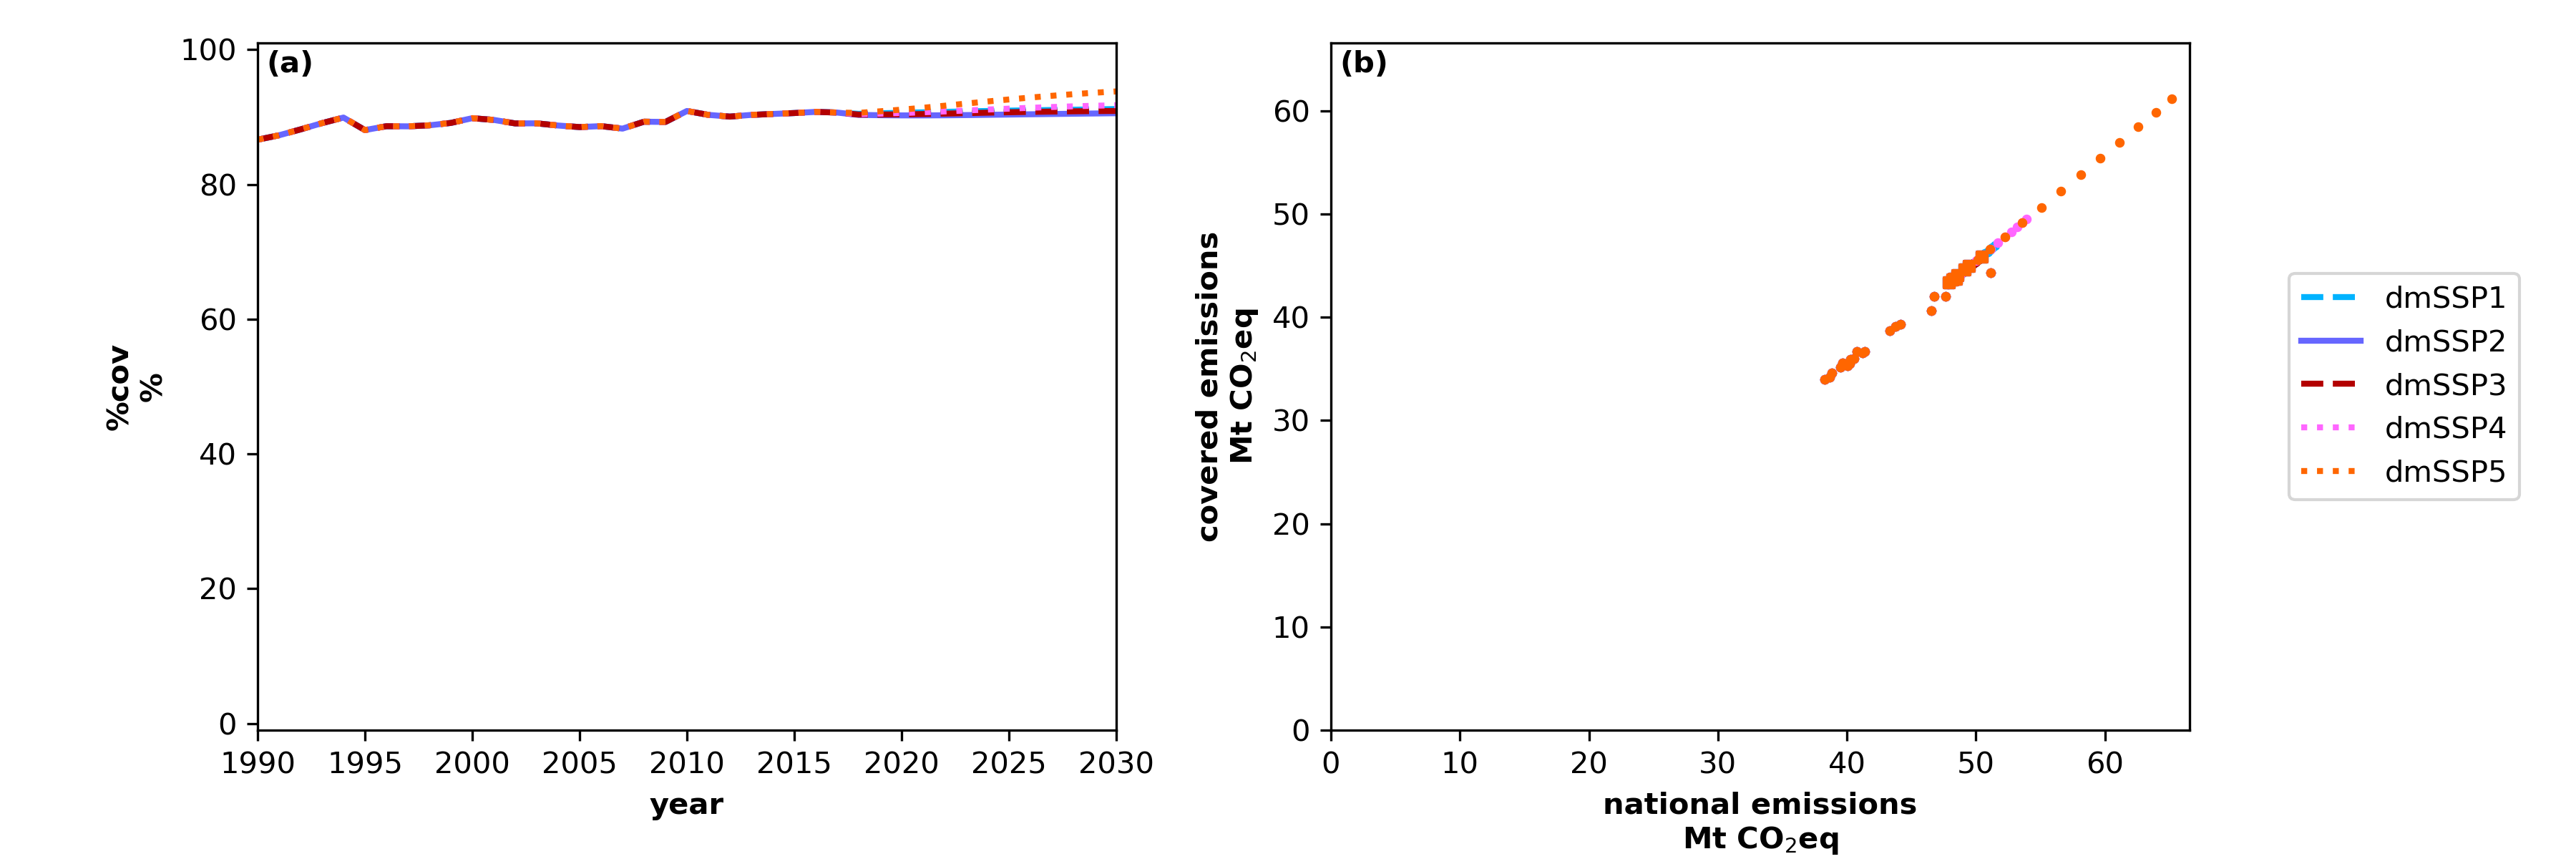 (a)
100
80
60
40
20
0
%cov
%
1990 1995 2000 2005 2010 2015 2020 2025 2030
year
(b)
60
50
40
30
20
10
0
covered emissions
Mt CO₂eq
0 10 20 30 40 50 60
national emissions
Mt CO₂eq
dmSSP1
dmSSP2
dmSSP3
dmSSP4
dmSSP5